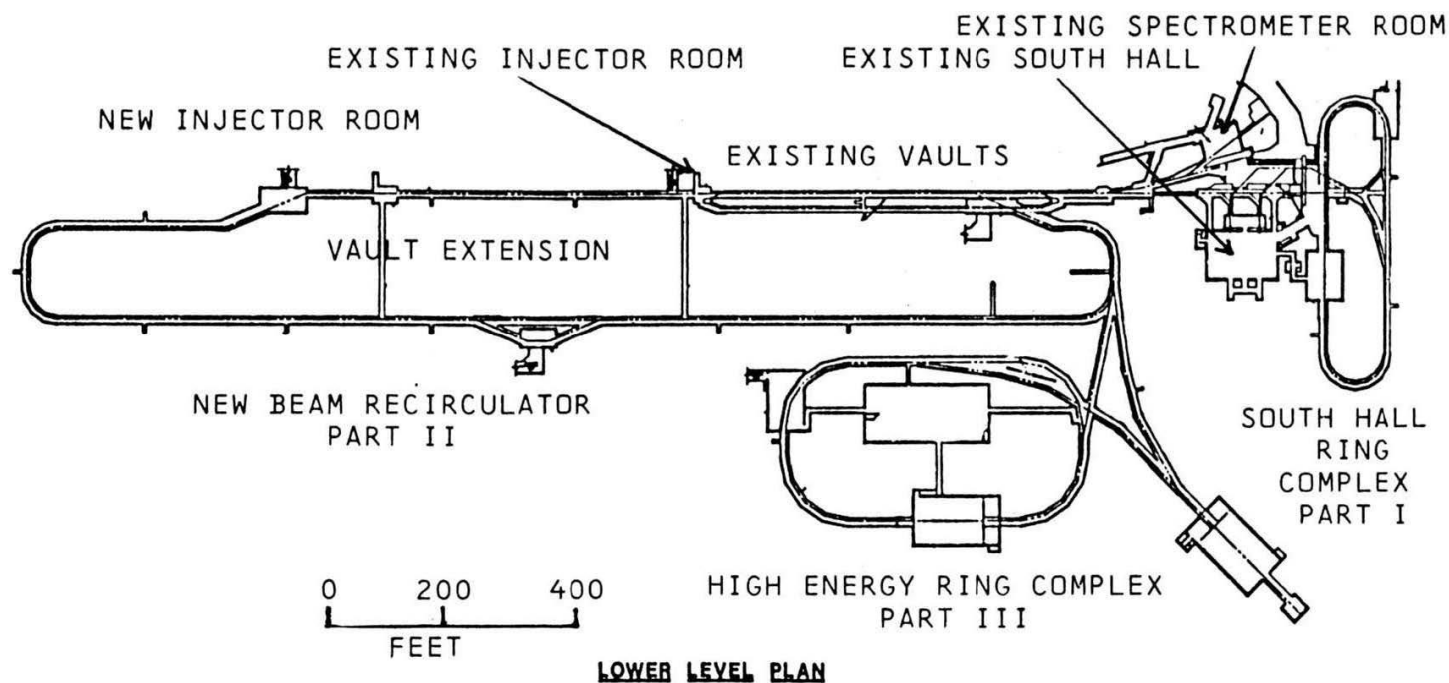 EXISTING SPECTROMETER ROOM
EXISTING INJECTOR ROOM
EXISTING SOUTH HALL
NEW INJECTOR ROOM
EXISTING VAULTS
VAULT EXTENSION
NEW BEAM RECIRCULATOR
PART II
SOUTH HALL
RING
COMPLEX
PART I
HIGH ENERGY RING COMPLEX
PART III
0 200 400
FEET
LOWER LEVEL PLAN